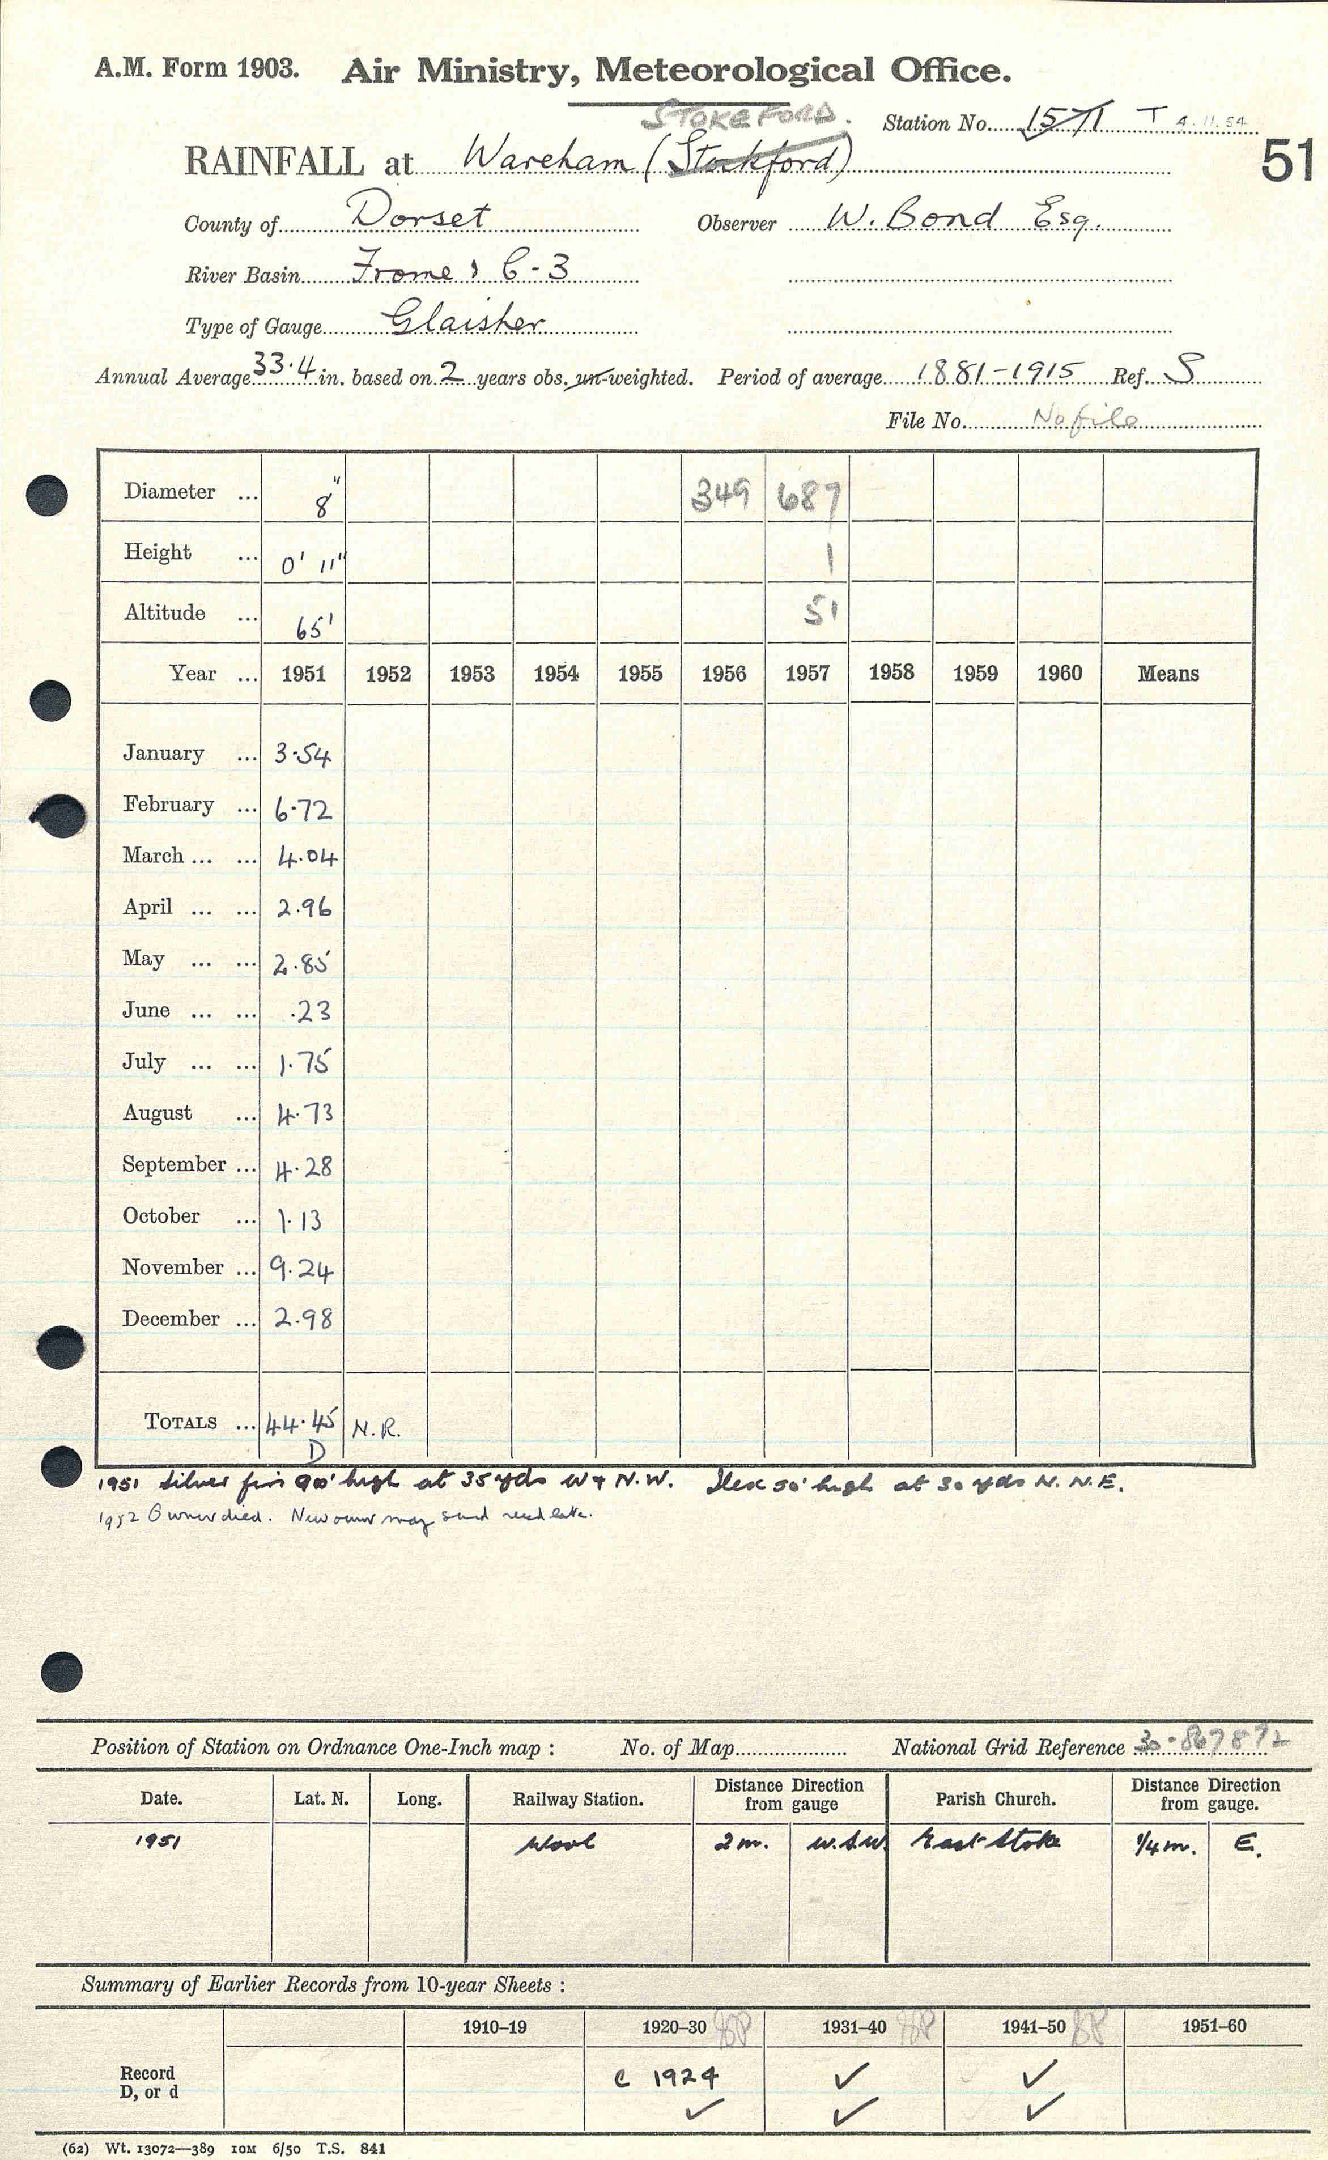 A.M. Form 1903. Air Ministry, Meteorological Office.
STOKEFORD.
Station No. 1571 T 4.11.54
RAINFALL at Wareham (Stockford)
51
County of Dorset Observer W. Bond Esq.
River Basin Frome, C-3
Type of Gauge Glaisher
Annual Average 33.4 in. based on 2 years obs. un-weighted. Period of average 1881-1915 Ref. S
File No. No file
Diameter ... 8" 349 687
Height ... 0' 11" 1
Altitude ... 65' 51
Year ... 1951 1952 1953 1954 1955 1956 1957 1958 1959 1960 Means
January ... 3.54
February ... 6.72
March ... ... 4.04
April ... ... 2.96
May ... ... 2.85
June ... ... .23
July ... ... 1.75
August ... 4.73
September ... 4.28
October ... 1.13
November ... 9.24
December ... 2.98
TOTALS ... 44.45 N.R.
D
1951 Silver firs 90' high at 35 yds W & N.W. Ilex 50' high at 30 yds N.N.E.
1952 Owner died. New owner may send recd late.
Position of Station on Ordnance One-Inch map : No. of Map National Grid Reference 30-867872
Date. Lat. N. Long. Railway Station. Distance Direction from gauge Parish Church. Distance Direction from gauge.
1951 Wool 2 m. W.S.W. East Stoke 1/4 m. E.
Summary of Earlier Records from 10-year Sheets :
1910–19 1920–30 1931–40 1941–50 1951–60
Record c 1924 ✓ ✓
D, or d ✓ ✓ ✓
(62) Wt. 13072—389 10M 6/50 T.S. 841